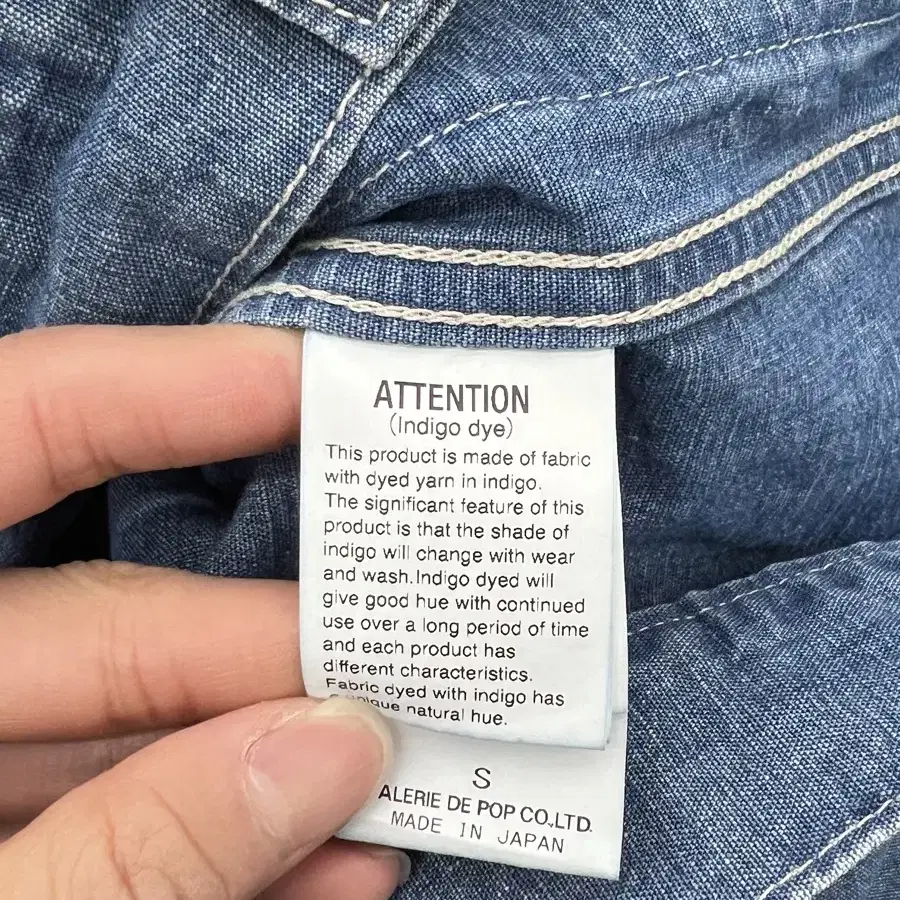 ATTENTION
(Indigo dye)
This product is made of fabric
with dyed yarn in indigo.
The significant feature of this
product is that the shade of
indigo will change with wear
and wash.Indigo dyed will
give good hue with continued
use over a long period of time
and each product has
different characteristics.
Fabric dyed with indigo has
unique natural hue.
S
ALERIE DE POP CO.,LTD.
MADE IN JAPAN